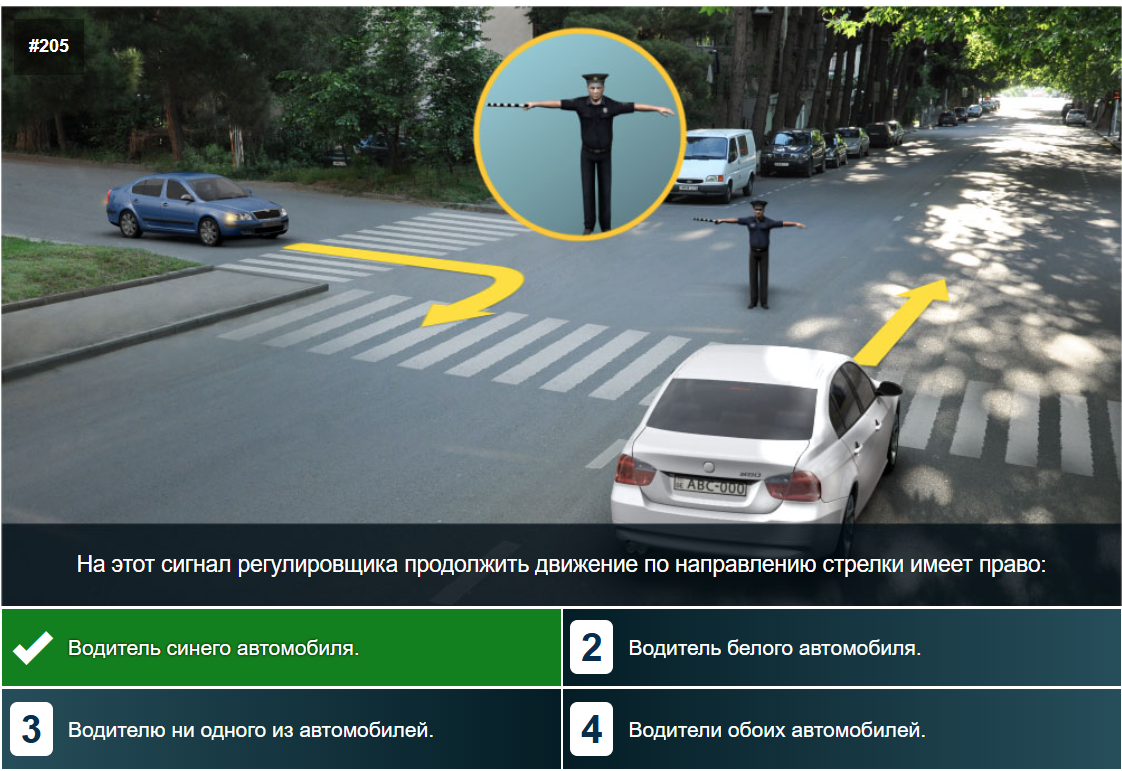 #205
ABC-000
На этот сигнал регулировщика продолжить движение по направлению стрелки имеет право:
Водитель синего автомобиля.
2 Водитель белого автомобиля.
3 Водителю ни одного из автомобилей.
4 Водители обоих автомобилей.